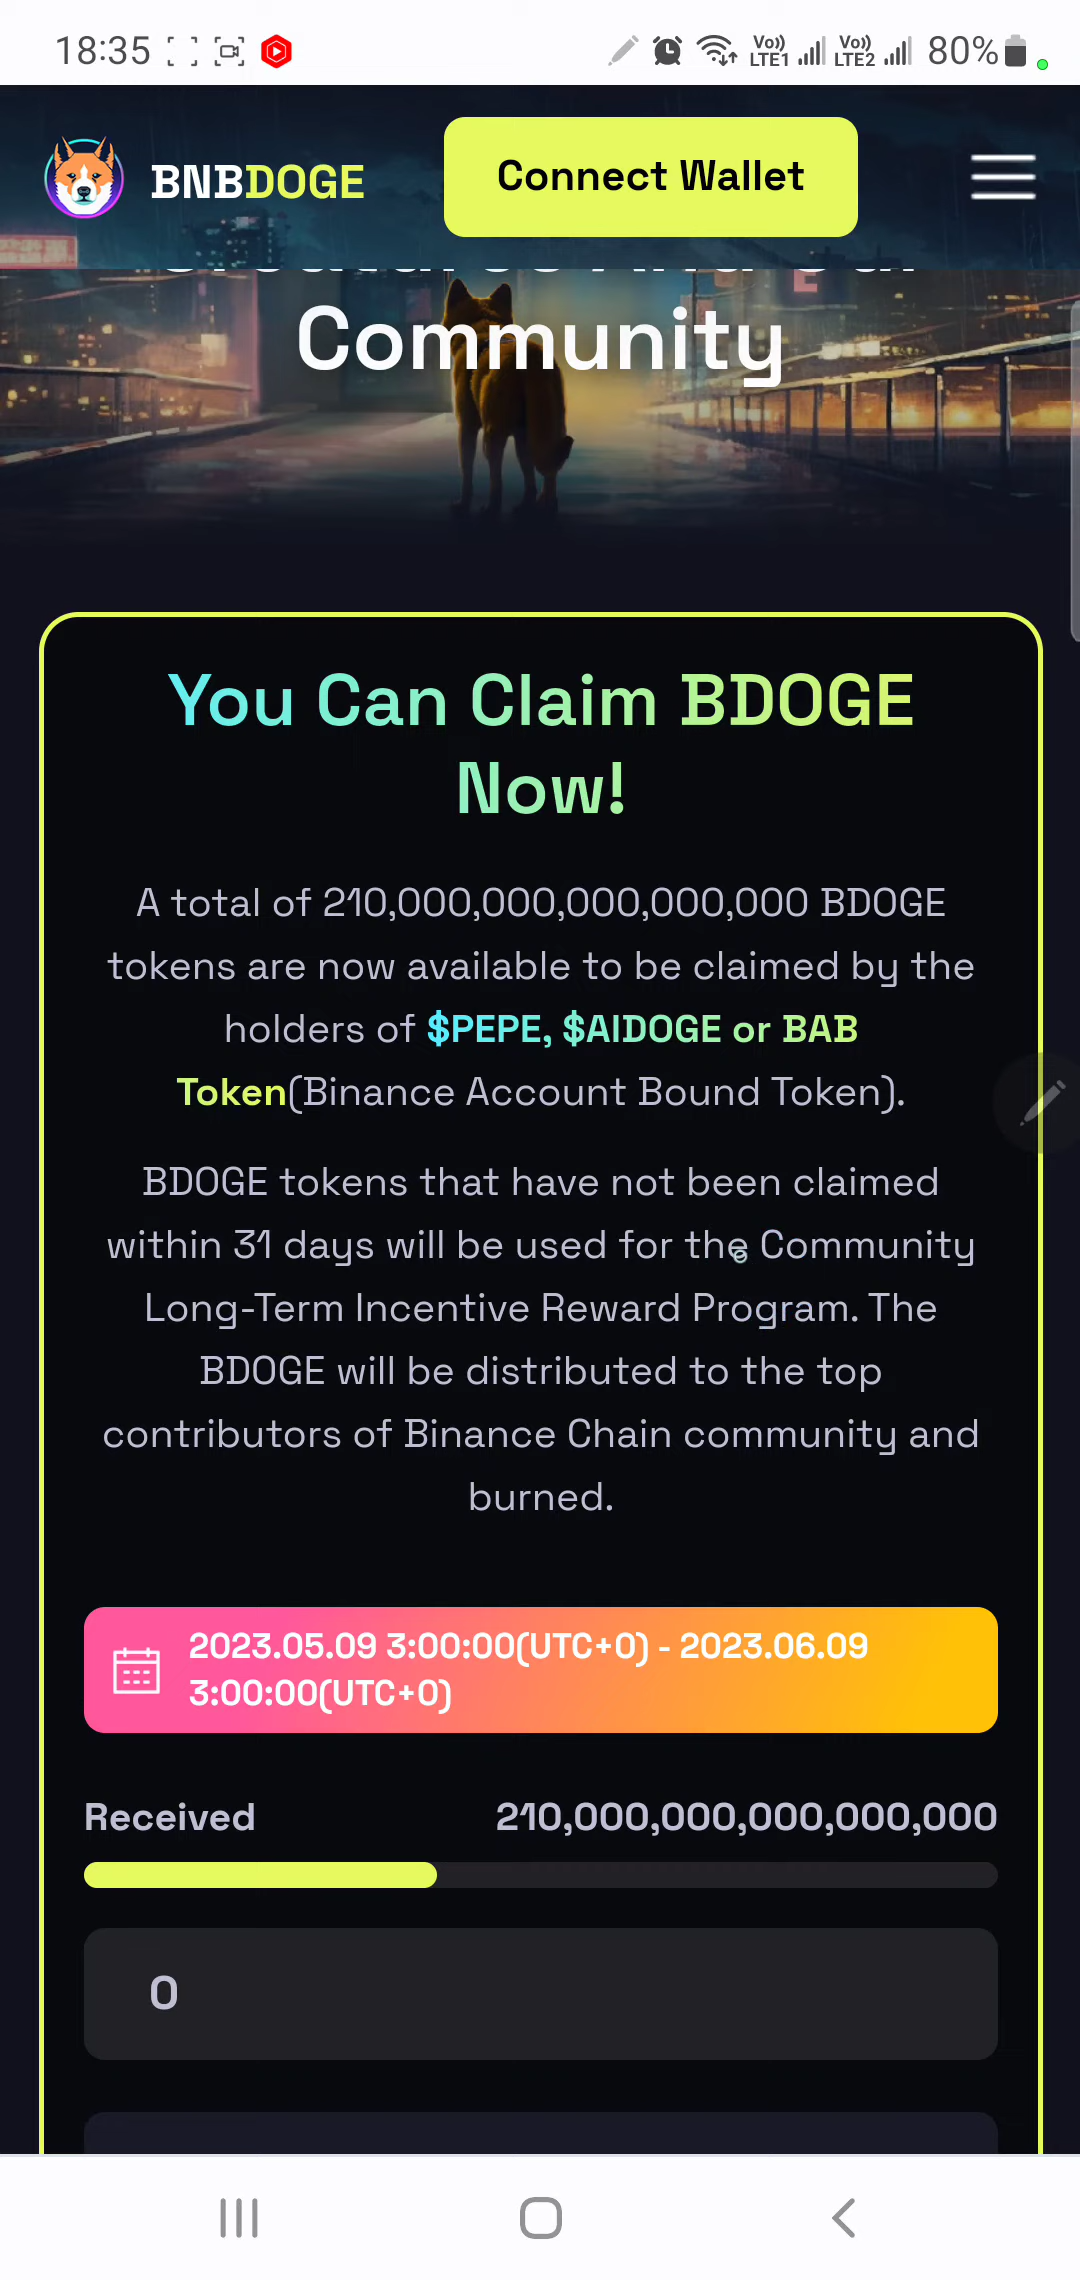 18:35
Vo)) LTE1 Vo)) LTE2 80%
BNBDOGE
Connect Wallet
Community
You Can Claim BDOGE
Now!
A total of 210,000,000,000,000,000 BDOGE
tokens are now available to be claimed by the
holders of $PEPE, $AIDOGE or BAB
Token(Binance Account Bound Token).
BDOGE tokens that have not been claimed
within 31 days will be used for the Community
Long-Term Incentive Reward Program. The
BDOGE will be distributed to the top
contributors of Binance Chain community and
burned.
2023.05.09 3:00:00(UTC+0) - 2023.06.09
3:00:00(UTC+0)
Received 210,000,000,000,000,000
0